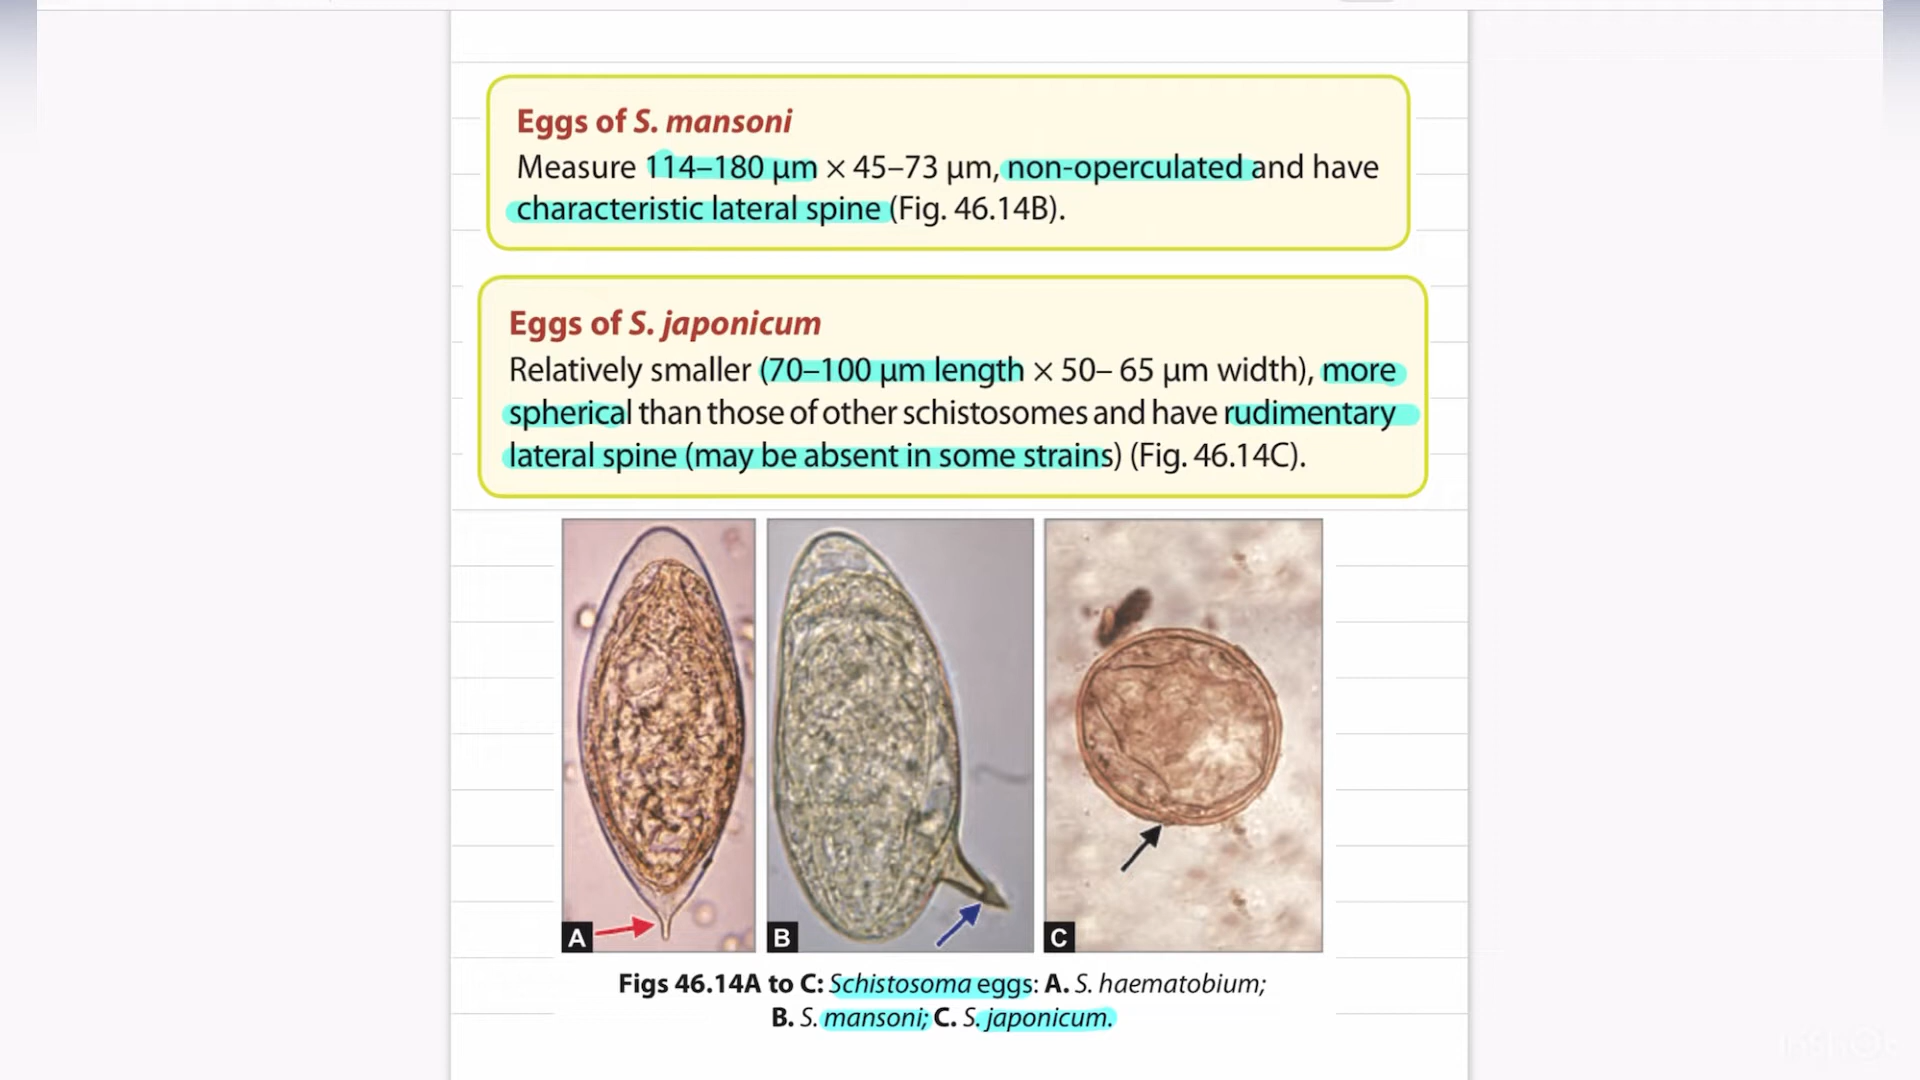 Eggs of S. mansoni
Measure 114–180 µm × 45–73 µm, non-operculated and have
characteristic lateral spine (Fig. 46.14B).
Eggs of S. japonicum
Relatively smaller (70–100 µm length × 50– 65 µm width), more
spherical than those of other schistosomes and have rudimentary
lateral spine (may be absent in some strains) (Fig. 46.14C).
A
B
C
Figs 46.14A to C: Schistosoma eggs: A. S. haematobium;
B. S. mansoni; C. S. japonicum.